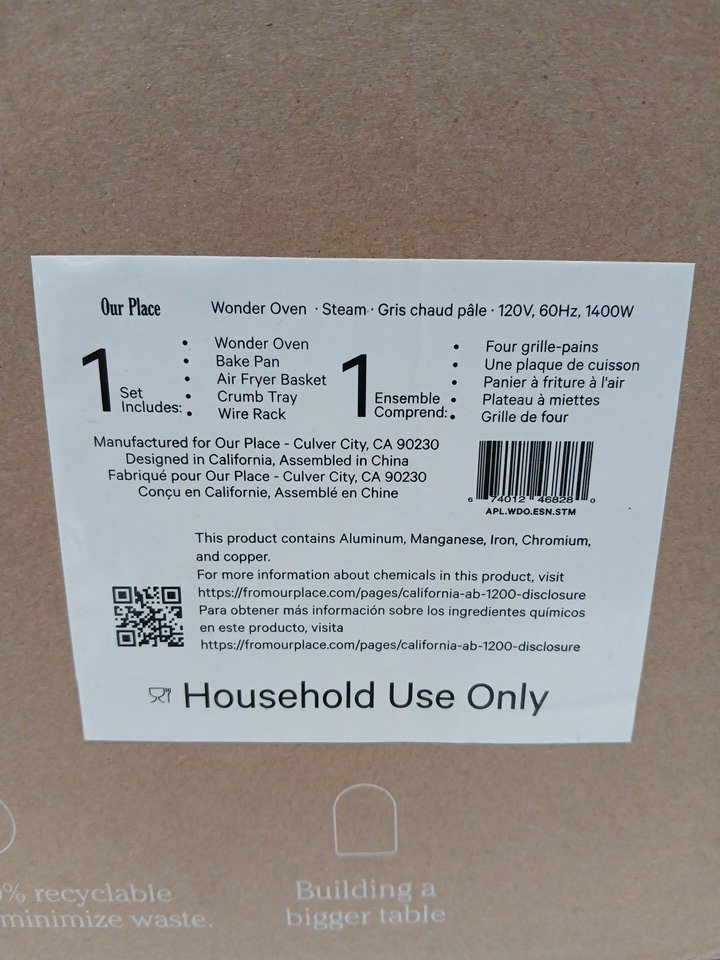 Our Place
Wonder Oven · Steam · Gris chaud pâle · 120V, 60Hz, 1400W
1 Set Includes:
• Wonder Oven
• Bake Pan
• Air Fryer Basket
• Crumb Tray
• Wire Rack
1 Ensemble Comprend:
• Four grille-pains
• Une plaque de cuisson
• Panier à friture à l'air
• Plateau à miettes
• Grille de four
Manufactured for Our Place - Culver City, CA 90230
Designed in California, Assembled in China
Fabriqué pour Our Place - Culver City, CA 90230
Conçu en Californie, Assemblé en Chine
6 74012 46828 0
APL.WDO.ESN.STM
This product contains Aluminum, Manganese, Iron, Chromium,
and copper.
For more information about chemicals in this product, visit
https://fromourplace.com/pages/california-ab-1200-disclosure
Para obtener más información sobre los ingredientes químicos
en este producto, visita
https://fromourplace.com/pages/california-ab-1200-disclosure
Household Use Only
% recyclable
minimize waste.
Building a
bigger table